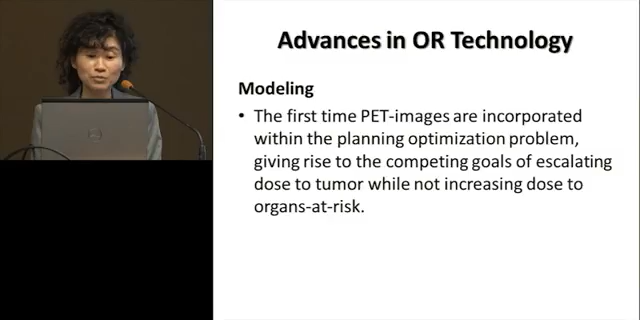 Advances in OR Technology
Modeling
• The first time PET-images are incorporated
within the planning optimization problem,
giving rise to the competing goals of escalating
dose to tumor while not increasing dose to
organs-at-risk.